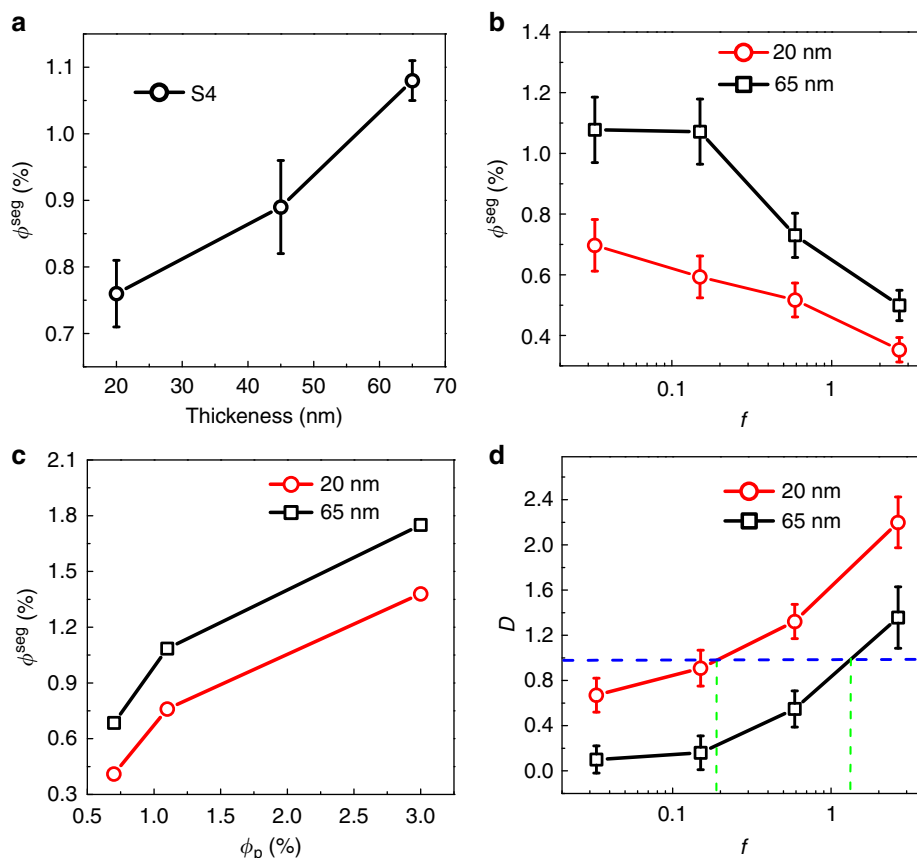 a
1.1
1.0
0.9
0.8
0.7
ϕseg (%)
S4
20 30 40 50 60 70
Thickeness (nm)
b
1.4
1.2
1.0
0.8
0.6
0.4
ϕseg (%)
20 nm
65 nm
0.1 1
f
c
2.1
1.8
1.5
1.2
0.9
0.6
0.3
ϕseg (%)
20 nm
65 nm
0.5 1.0 1.5 2.0 2.5 3.0
ϕp (%)
d
2.4
2.0
1.6
1.2
0.8
0.4
0.0
D
20 nm
65 nm
0.1 1
f